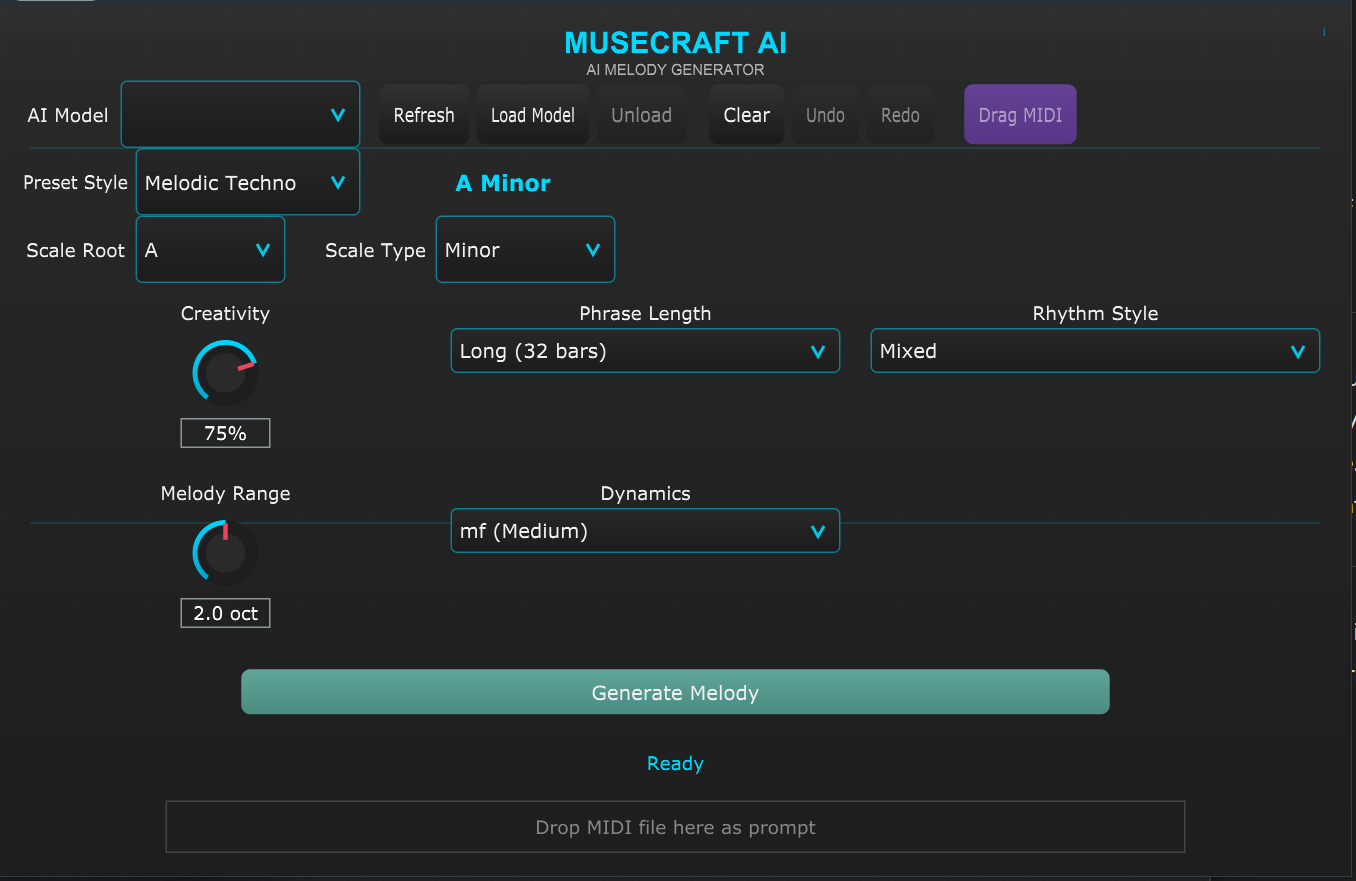 MUSECRAFT AI
i
AI MELODY GENERATOR
AI Model
Refresh
Load Model
Unload
Clear
Undo
Redo
Drag MIDI
Preset Style
Melodic Techno
A Minor
Scale Root
A
Scale Type
Minor
Creativity
Phrase Length
Rhythm Style
Long (32 bars)
Mixed
75%
Melody Range
Dynamics
mf (Medium)
2.0 oct
Generate Melody
Ready
Drop MIDI file here as prompt